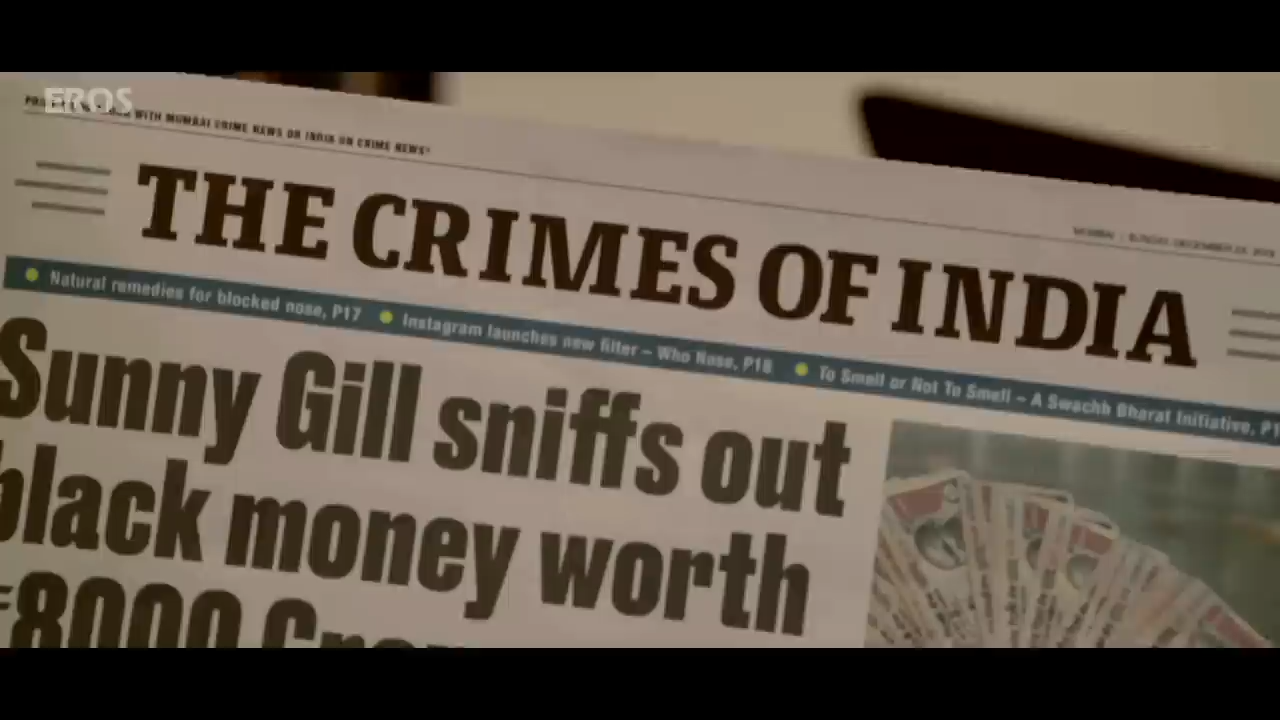 EROS
WITH MUMBAI CRIME NEWS OR INDIA ON CRIME NEWS*
THE CRIMES OF INDIA
Natural remedies for blocked nose, P17 Instagram launches new filter – Who Nose, P18 To Smell or Not To Smell – A Swachh Bharat Initiative,
Sunny Gill sniffs out
black money worth
8000